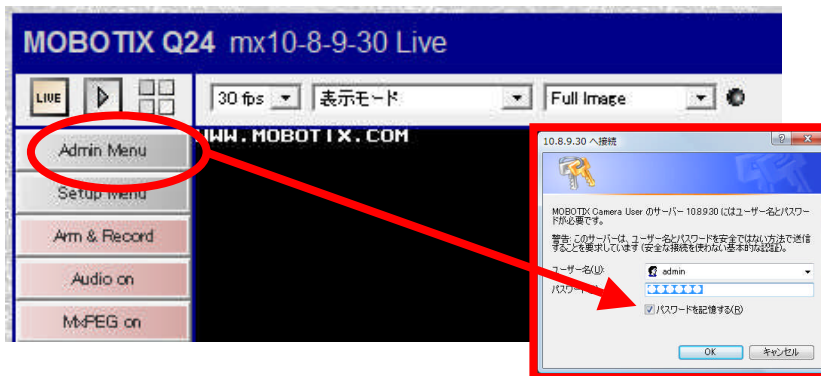 MOBOTIX Q24 mx10-8-9-30 Live
LIVE
30 fps
表示モード
Full Image
Admin Menu
WWW.MOBOTIX.COM
Setup Menu
Arm & Record
Audio on
MxPEG on
10.8.9.30 へ接続
MOBOTIX Camera User のサーバー 10.8.9.30 にはユーザー名とパスワー
ドが必要です。
警告: このサーバーは、ユーザー名とパスワードを安全ではない方法で送信
することを要求しています (安全な接続を使わない基本的な認証)。
ユーザー名(U):
admin
パスワード
パスワードを記憶する(R)
OK
キャンセル